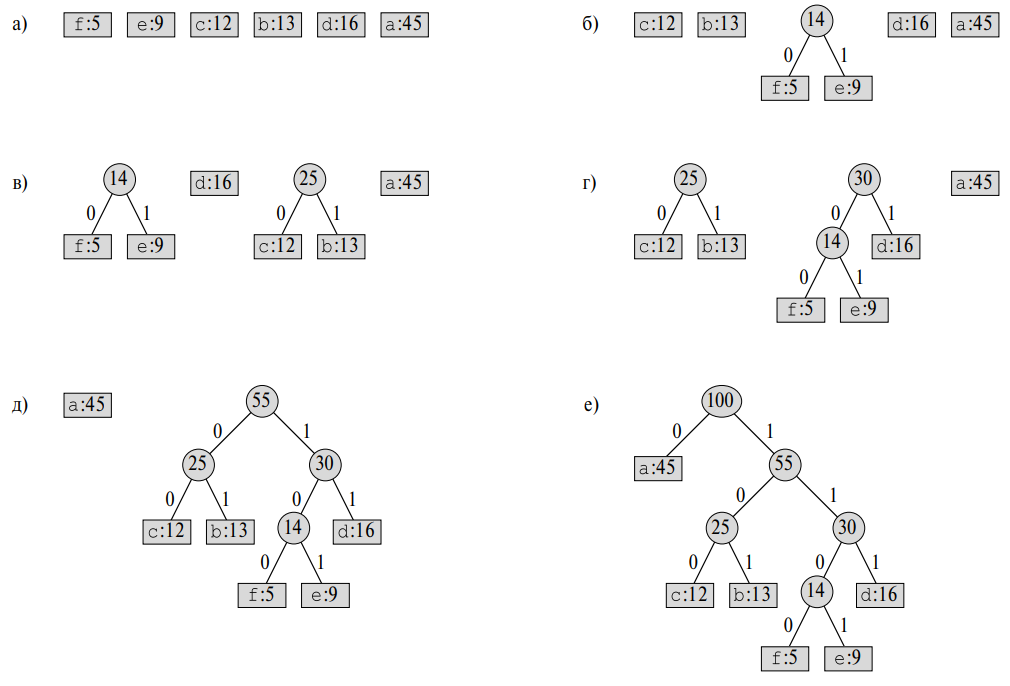 а) f:5 e:9 c:12 b:13 d:16 a:45
б) c:12 b:13 14 d:16 a:45
0 1
f:5 e:9
в) 14 d:16 25 a:45
0 1 0 1
f:5 e:9 c:12 b:13
г) 25 30 a:45
0 1 0 1
c:12 b:13 14 d:16
0 1
f:5 e:9
д) a:45 55
0 1
25 30
0 1 0 1
c:12 b:13 14 d:16
0 1
f:5 e:9
е) 100
0 1
a:45 55
0 1
25 30
0 1 0 1
c:12 b:13 14 d:16
0 1
f:5 e:9